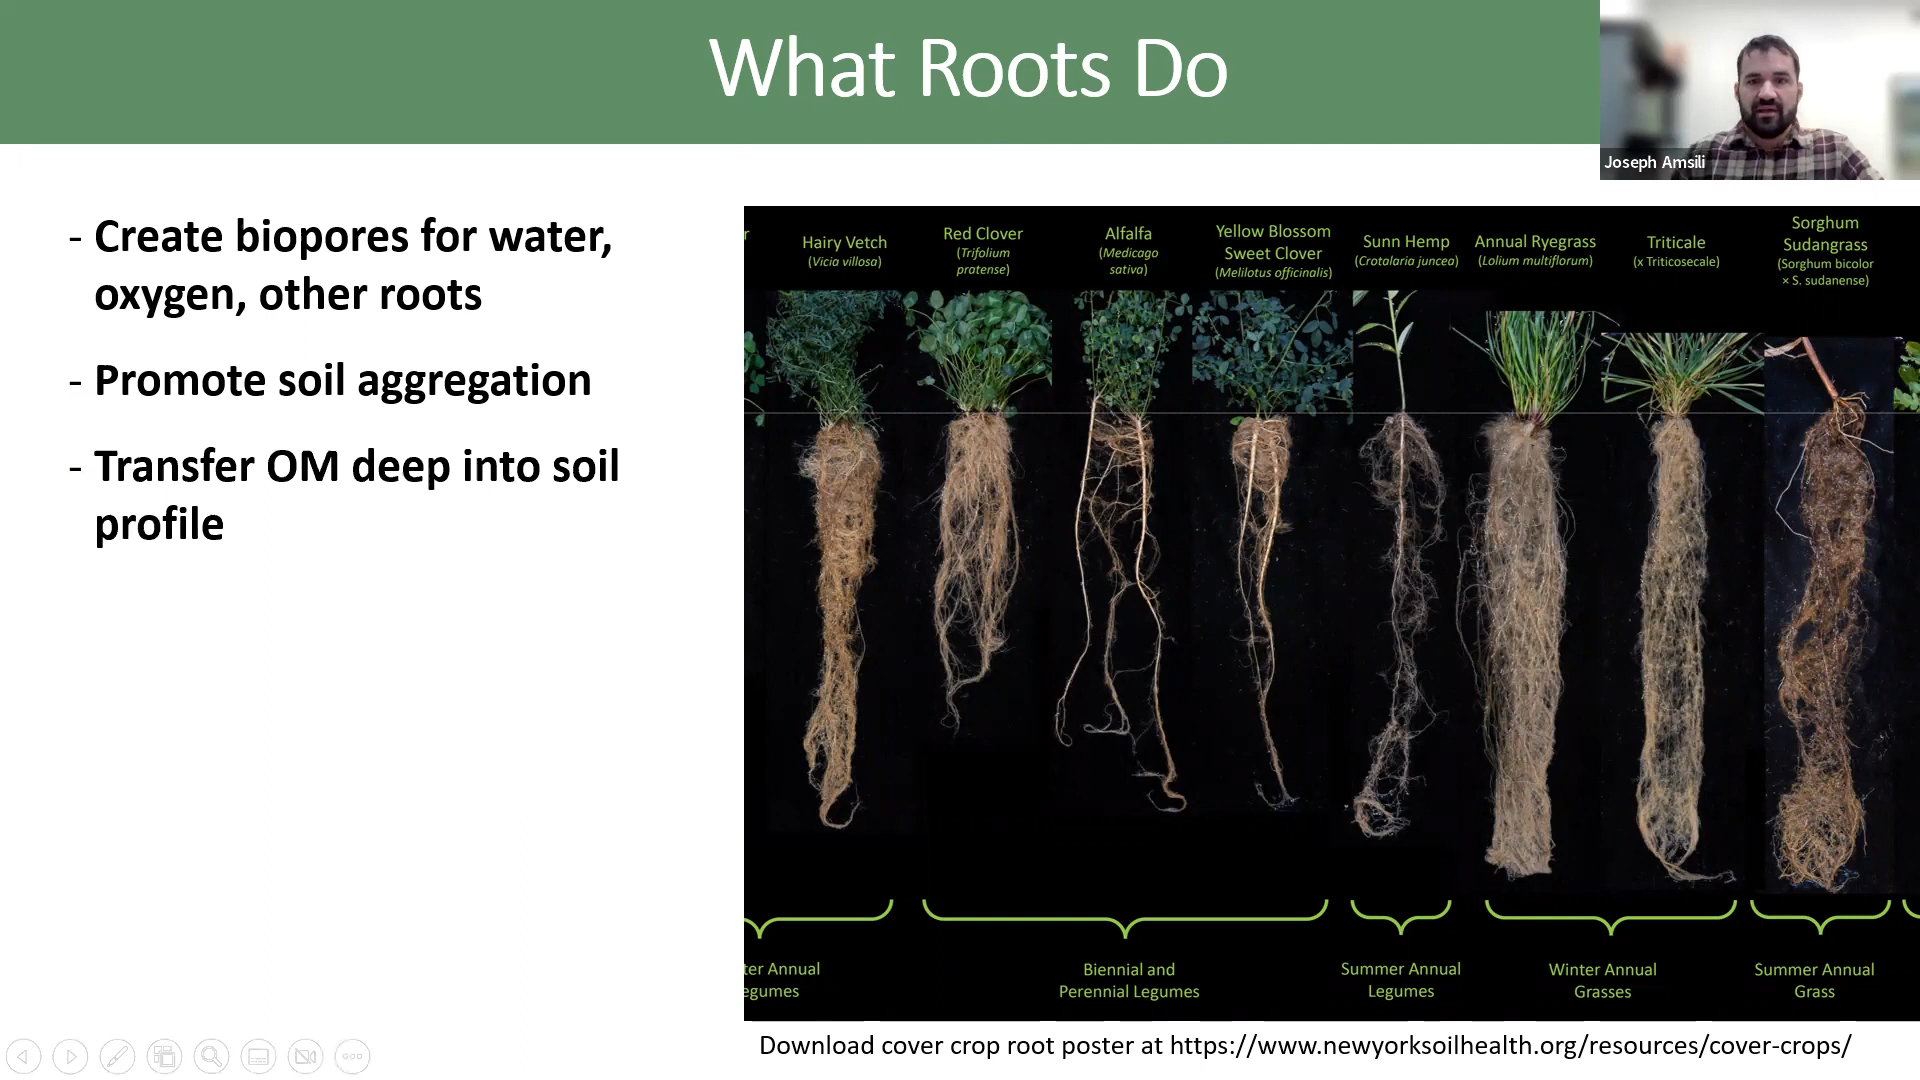 What Roots Do
Joseph Amsili
- Create biopores for water,
oxygen, other roots
- Promote soil aggregation
- Transfer OM deep into soil
profile
r
Hairy Vetch
(Vicia villosa)
Red Clover
(Trifolium
pratense)
Alfalfa
(Medicago
sativa)
Yellow Blossom
Sweet Clover
(Melilotus officinalis)
Sunn Hemp
(Crotalaria juncea)
Annual Ryegrass
(Lolium multiflorum)
Triticale
(x Triticosecale)
Sorghum
Sudangrass
(Sorghum bicolor
× S. sudanense)
ter Annual
egumes
Biennial and
Perennial Legumes
Summer Annual
Legumes
Winter Annual
Grasses
Summer Annual
Grass
Download cover crop root poster at https://www.newyorksoilhealth.org/resources/cover-crops/